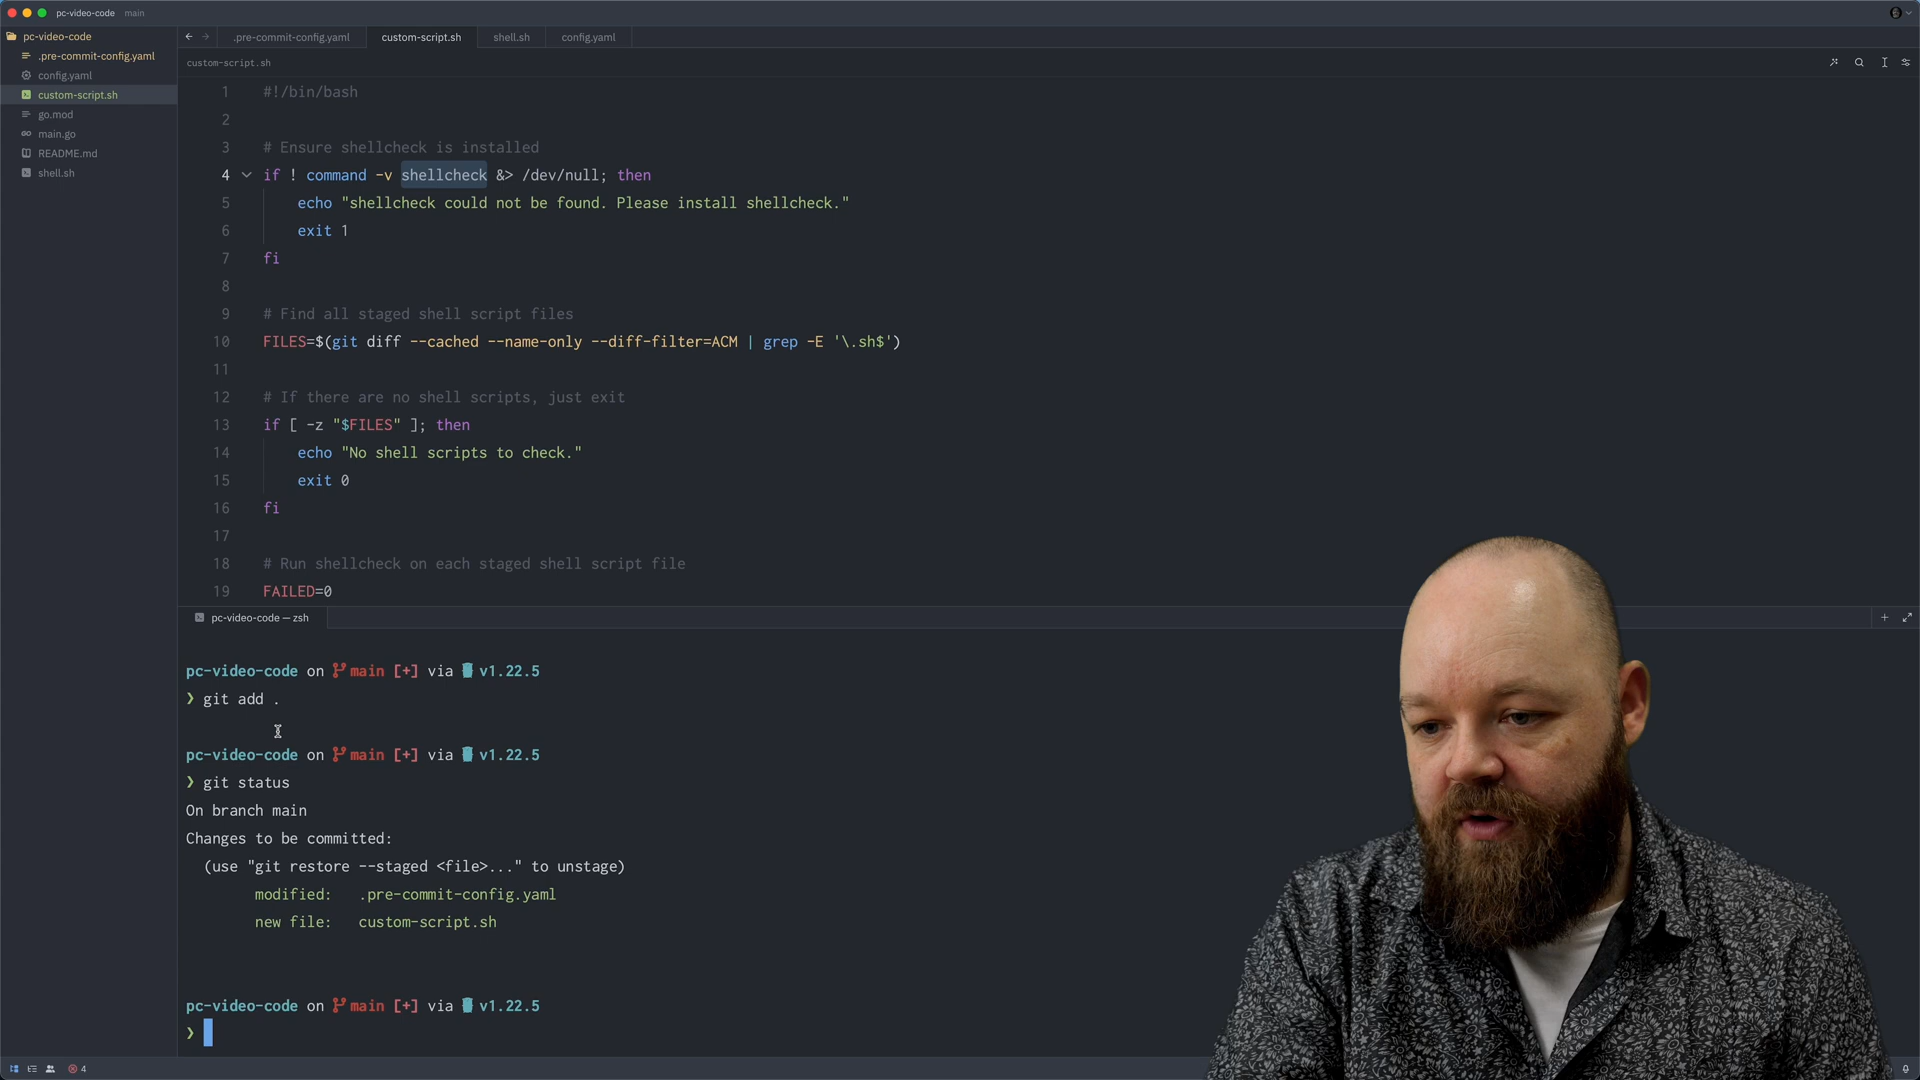 pc-video-code main
pc-video-code
.pre-commit-config.yaml
config.yaml
custom-script.sh
go.mod
main.go
README.md
shell.sh
.pre-commit-config.yaml custom-script.sh shell.sh config.yaml
custom-script.sh
1 #!/bin/bash
2
3 # Ensure shellcheck is installed
4 if ! command -v shellcheck &> /dev/null; then
5 echo "shellcheck could not be found. Please install shellcheck."
6 exit 1
7 fi
8
9 # Find all staged shell script files
10 FILES=$(git diff --cached --name-only --diff-filter=ACM | grep -E '\.sh$')
11
12 # If there are no shell scripts, just exit
13 if [ -z "$FILES" ]; then
14 echo "No shell scripts to check."
15 exit 0
16 fi
17
18 # Run shellcheck on each staged shell script file
19 FAILED=0
pc-video-code — zsh
pc-video-code on main [+] via v1.22.5
❯ git add .
pc-video-code on main [+] via v1.22.5
❯ git status
On branch main
Changes to be committed:
(use "git restore --staged <file>..." to unstage)
modified: .pre-commit-config.yaml
new file: custom-script.sh
pc-video-code on main [+] via v1.22.5
❯
4